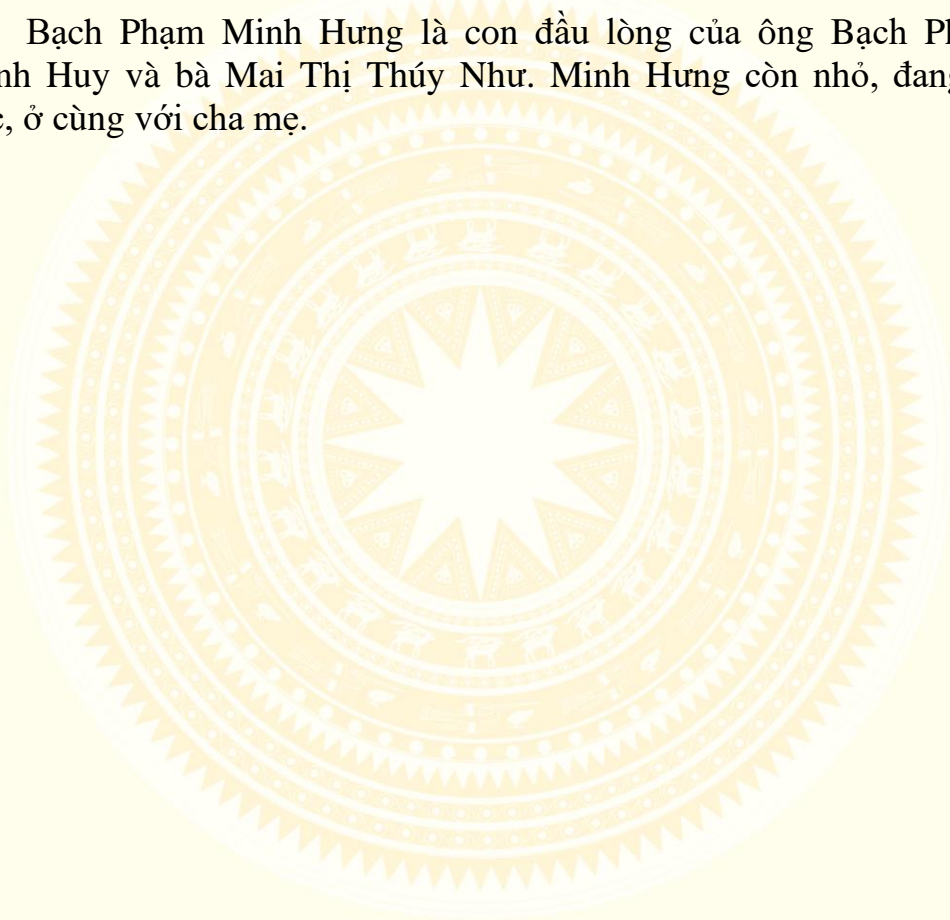 Bạch Phạm Minh Hưng là con đầu lòng của ông Bạch
Huy và bà Mai Thị Thúy Như. Minh Hưng còn nhỏ, đang
ở cùng với cha mẹ.